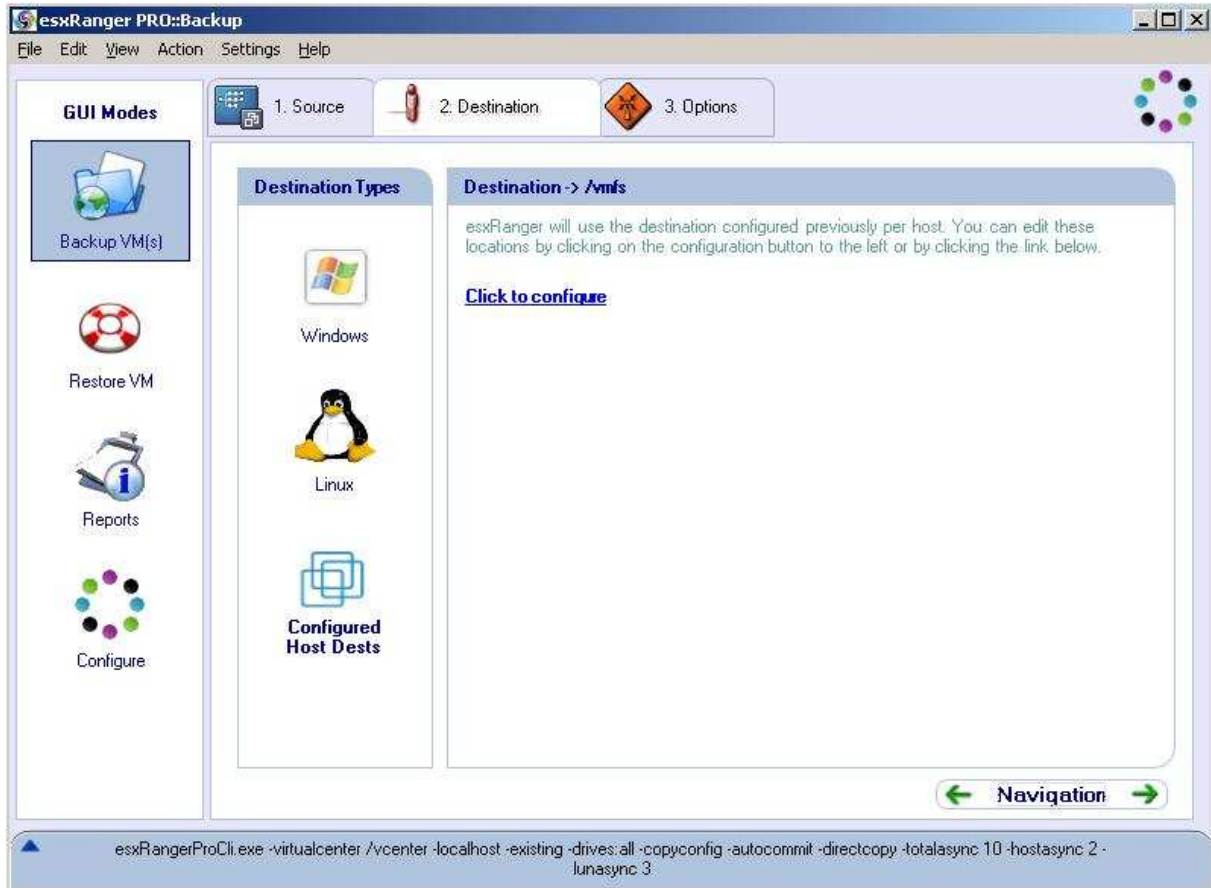 esxRanger PRO::Backup
File Edit View Action Settings Help
GUI Modes
1. Source
2: Destination
3. Options
Backup VM(s)
Restore VM
Reports
Configure
Destination Types
Windows
Linux
Configured
Host Dests
Destination -> /vmfs
esxRanger will use the destination configured previously per host. You can edit these
locations by clicking on the configuration button to the left or by clicking the link below.
Click to configure
Navigation
esxRangerProCli.exe -virtualcenter /vcenter -localhost -existing -drives:all -copyconfig -autocommit -directcopy -totalasync 10 -hostasync 2 -
lunasync 3